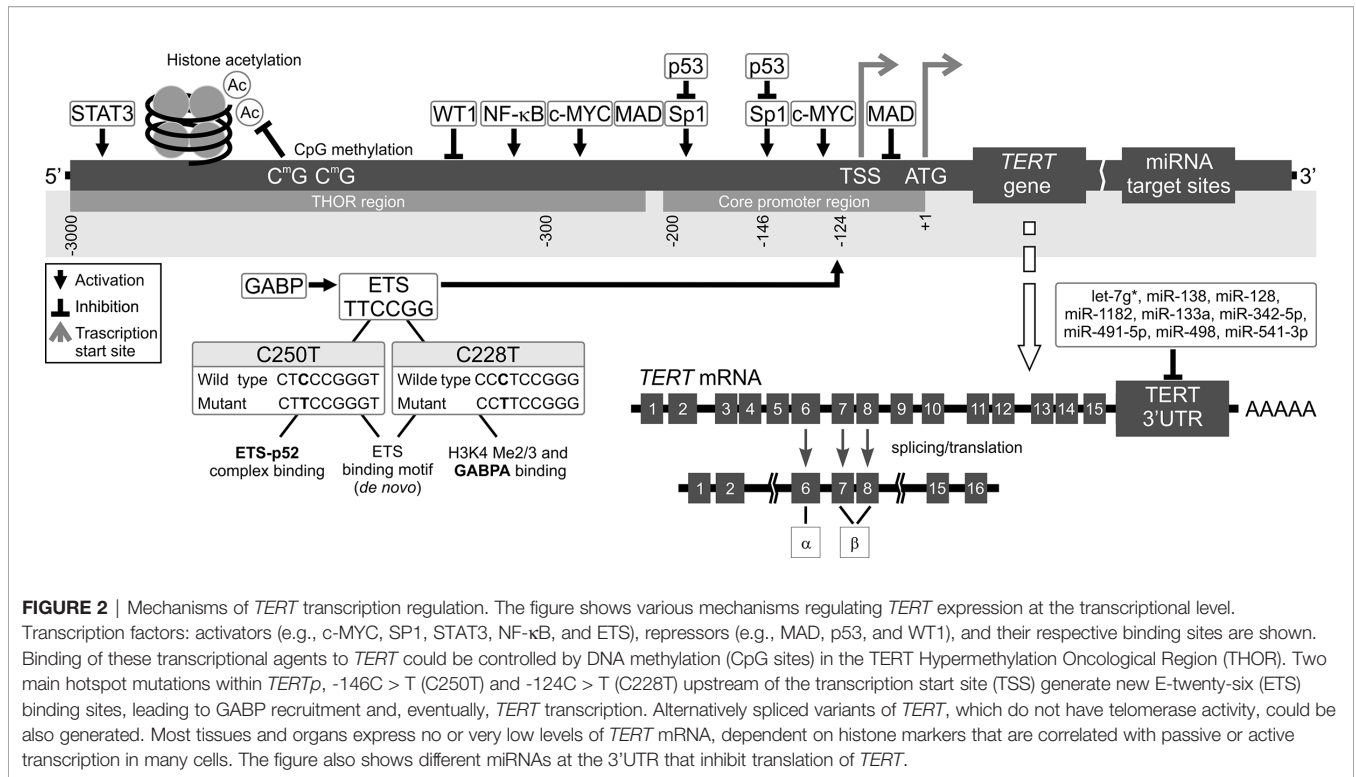 Histone acetylation
Ac
Ac
p53
p53
STAT3
WT1
NF-κB
c-MYC
MAD
Sp1
Sp1
c-MYC
MAD
CpG methylation
5’
CᵐG CᵐG
TSS
ATG
TERT
gene
miRNA
target sites
3’
THOR region
Core promoter region
-3000
-300
-200
-146
-124
+1
Activation
Inhibition
Trascription
start site
GABP
ETS
TTCCGG
C250T
Wild type CTCCCGGGT
Mutant CTTCCGGGT
C228T
Wilde type CCCTCCGGG
Mutant CCTTCCGGG
ETS-p52
complex binding
ETS
binding motif
(de novo)
H3K4 Me2/3 and
GABPA binding
let-7g*, miR-138, miR-128,
miR-1182, miR-133a, miR-342-5p,
miR-491-5p, miR-498, miR-541-3p
TERT mRNA
1 2 3 4 5 6 7 8 9 10 11 12 13 14 15
TERT
3’UTR
AAAAA
splicing/translation
1 2 6 7 8 15 16
α
β
FIGURE 2 | Mechanisms of TERT transcription regulation. The figure shows various mechanisms regulating TERT expression at the transcriptional level.
Transcription factors: activators (e.g., c-MYC, SP1, STAT3, NF-κB, and ETS), repressors (e.g., MAD, p53, and WT1), and their respective binding sites are shown.
Binding of these transcriptional agents to TERT could be controlled by DNA methylation (CpG sites) in the TERT Hypermethylation Oncological Region (THOR). Two
main hotspot mutations within TERTp, -146C > T (C250T) and -124C > T (C228T) upstream of the transcription start site (TSS) generate new E-twenty-six (ETS)
binding sites, leading to GABP recruitment and, eventually, TERT transcription. Alternatively spliced variants of TERT, which do not have telomerase activity, could be
also generated. Most tissues and organs express no or very low levels of TERT mRNA, dependent on histone markers that are correlated with passive or active
transcription in many cells. The figure also shows different miRNAs at the 3’UTR that inhibit translation of TERT.